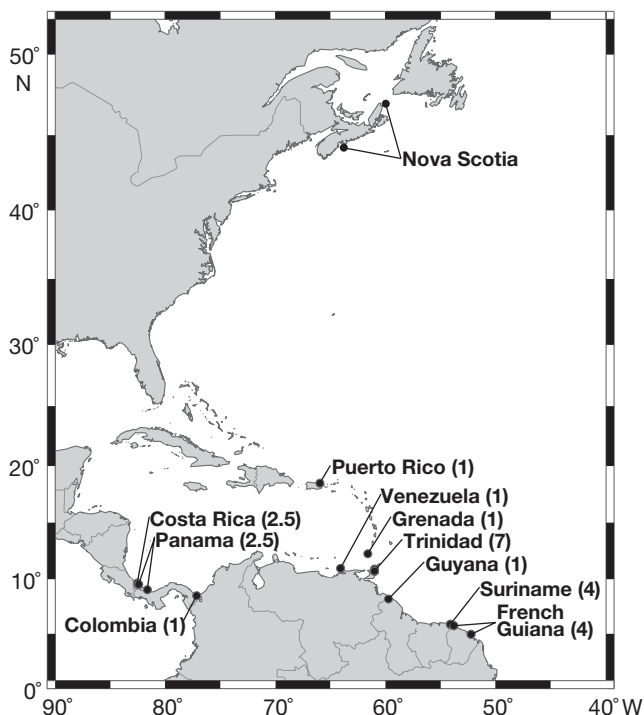 50°
N
Nova Scotia
40°
30°
20°
Puerto Rico (1)
Venezuela (1)
Costa Rica (2.5)
Grenada (1)
Panama (2.5)
Trinidad (7)
Guyana (1)
10°
Suriname (4)
French
Guiana (4)
Colombia (1)
0°
90° 80° 70° 60° 50° 40° W